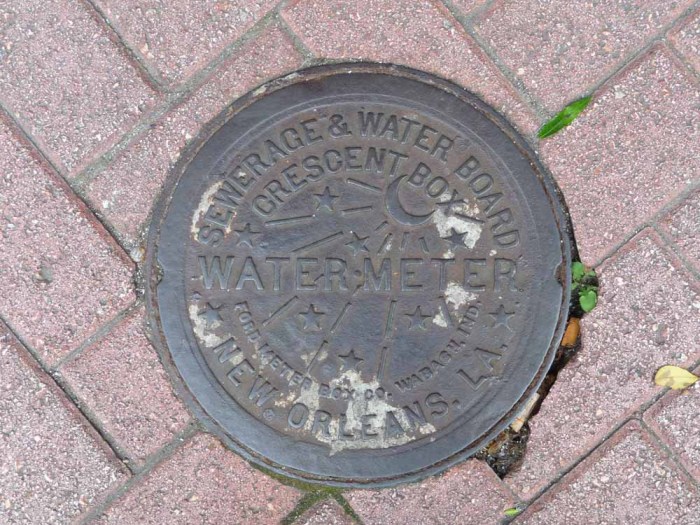 SEWERAGE & WATER BOARD
CRESCENT BOX
WATER METER
FORD METER BOX CO. WABASH, IND.
NEW ORLEANS, LA.